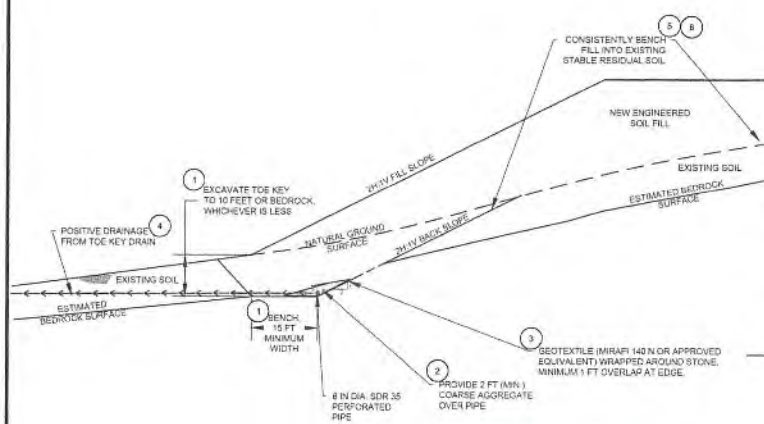 5 6
CONSISTENTLY BENCH
FILL INTO EXISTING
STABLE RESIDUAL SOIL
NEW ENGINEERED
SOIL FILL
2H:1V FILL SLOPE
1
EXCAVATE TOE KEY
TO 10 FEET OR BEDROCK,
WHICHEVER IS LESS
EXISTING SOIL
ESTIMATED BEDROCK
SURFACE
POSITIVE DRAINAGE
FROM TOE KEY DRAIN
4
NATURAL GROUND
SURFACE
2H:1V BACK SLOPE
EXISTING SOIL
ESTIMATED
BEDROCK SURFACE
1
BENCH,
15 FT
MINIMUM
WIDTH
3
GEOTEXTILE (MIRAFI 140 N OR APPROVED
EQUIVALENT) WRAPPED AROUND STONE.
MINIMUM 1 FT OVERLAP AT EDGE.
2
PROVIDE 2 FT (MIN.)
COARSE AGGREGATE
OVER PIPE
6 IN DIA. SDR 35
PERFORATED
PIPE